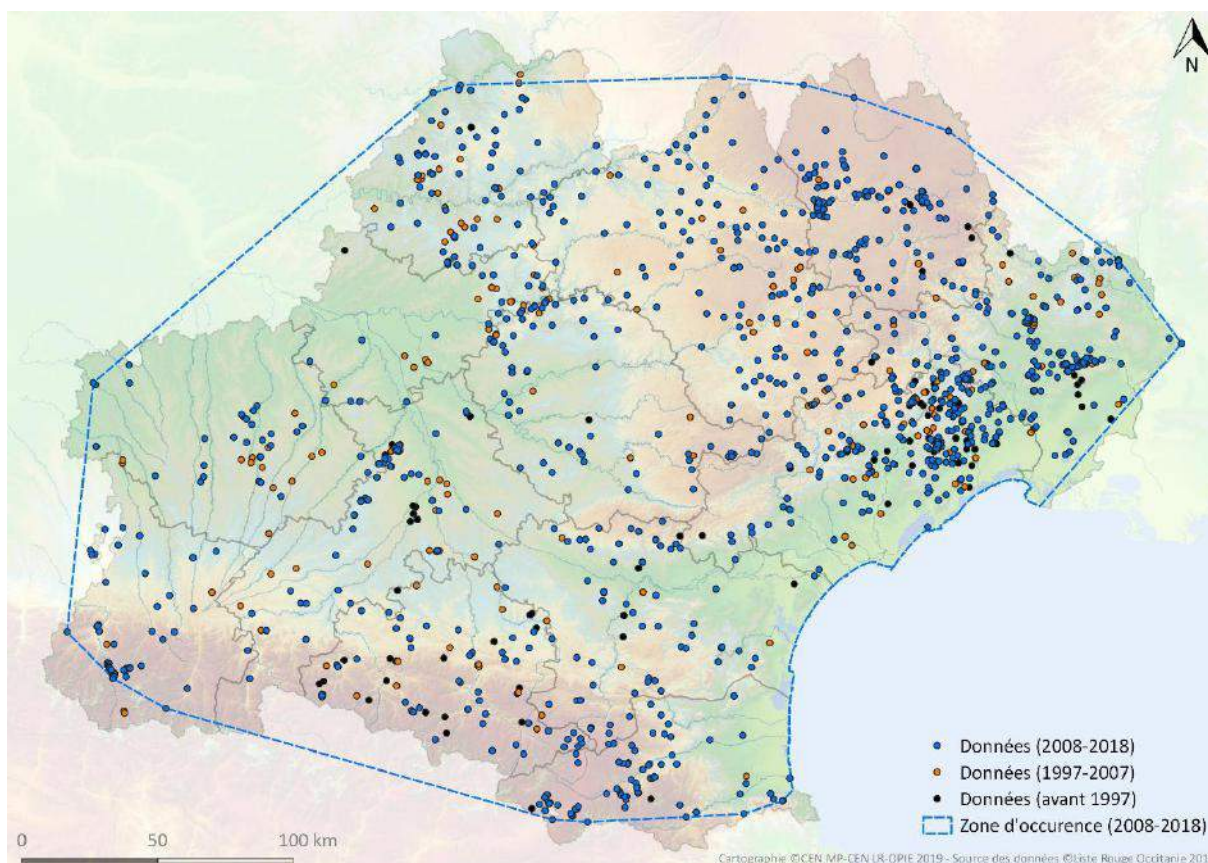 N
Données (2008-2018)
Données (1997-2007)
Données (avant 1997)
Zone d'occurence (2008-2018)
0 50 100 km
Cartographie ©CEN MP-CEN LR-OPIE 2019 - Source des données ©Liste Rouge Occitanie 201